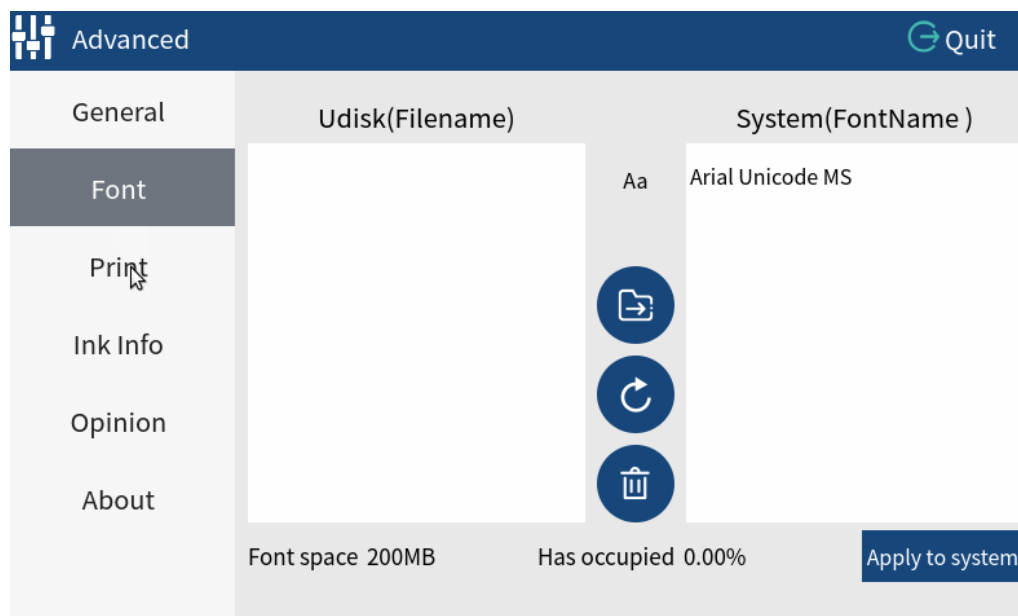 Advanced
Quit
General
Font
Print
Ink Info
Opinion
About
Udisk(Filename)
System(FontName )
Aa
Arial Unicode MS
Font space 200MB
Has occupied 0.00%
Apply to system